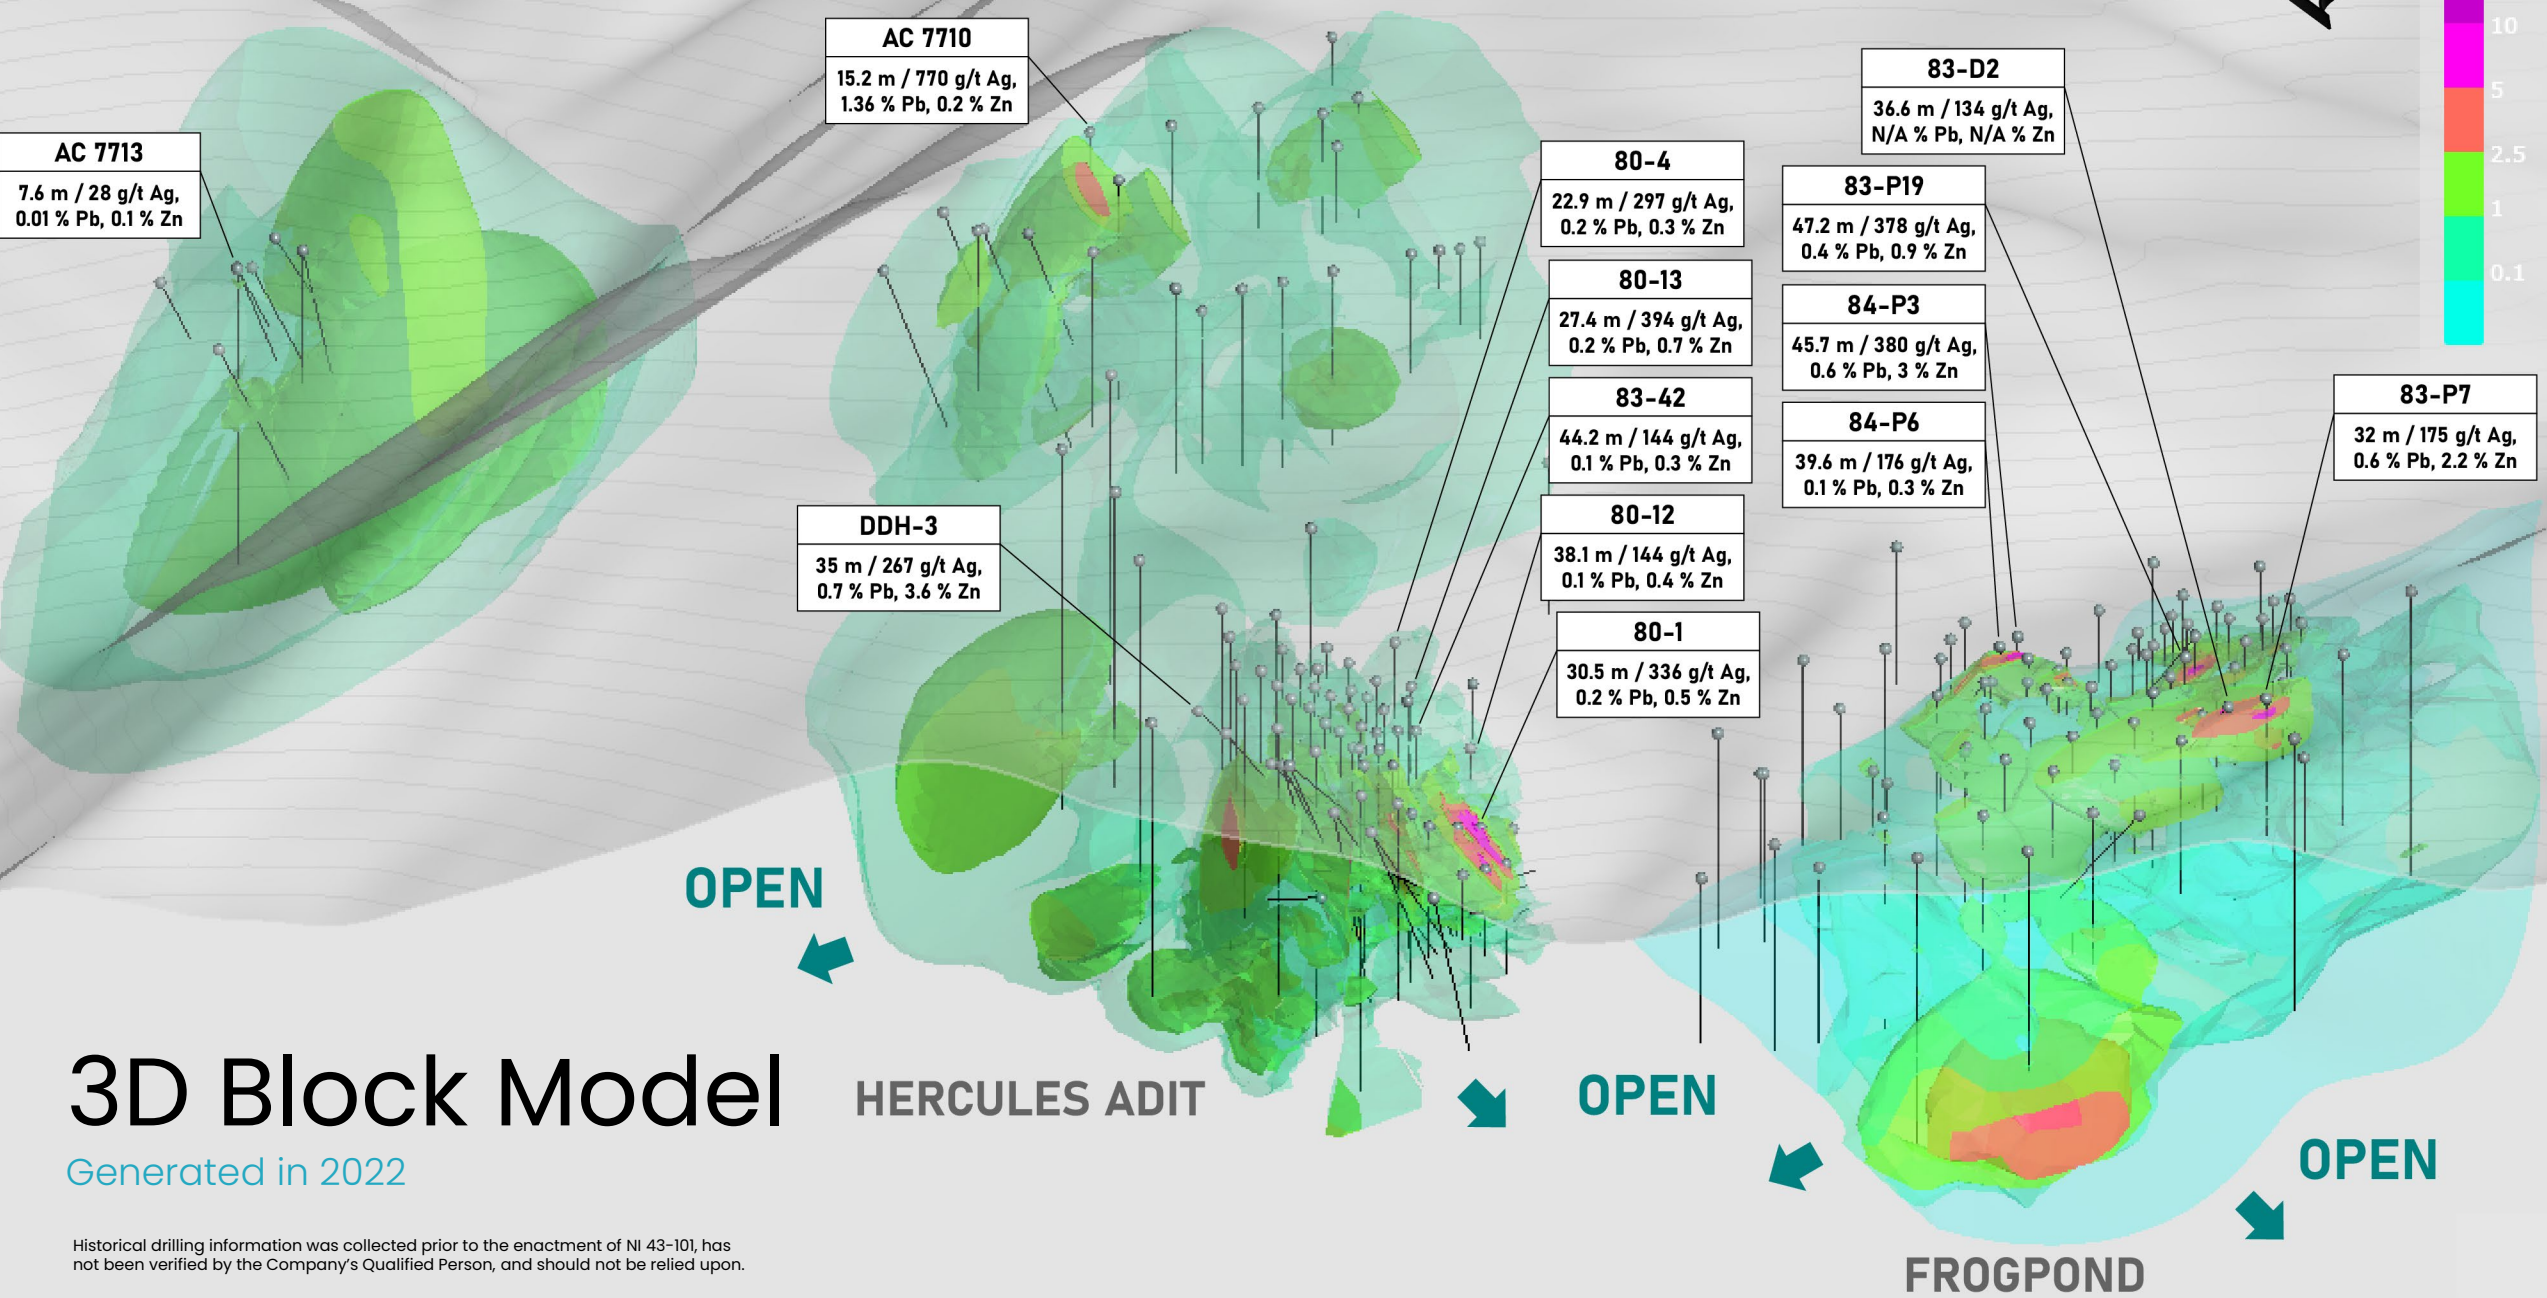 AC 7713
7.6 m / 28 g/t Ag,
0.01 % Pb, 0.1 % Zn
AC 7710
15.2 m / 770 g/t Ag,
1.36 % Pb, 0.2 % Zn
DDH-3
35 m / 267 g/t Ag,
0.7 % Pb, 3.6 % Zn
80-4
22.9 m / 297 g/t Ag,
0.2 % Pb, 0.3 % Zn
80-13
27.4 m / 394 g/t Ag,
0.2 % Pb, 0.7 % Zn
83-42
44.2 m / 144 g/t Ag,
0.1 % Pb, 0.3 % Zn
80-12
38.1 m / 144 g/t Ag,
0.1 % Pb, 0.4 % Zn
80-1
30.5 m / 336 g/t Ag,
0.2 % Pb, 0.5 % Zn
83-D2
36.6 m / 134 g/t Ag,
N/A % Pb, N/A % Zn
83-P19
47.2 m / 378 g/t Ag,
0.4 % Pb, 0.9 % Zn
84-P3
45.7 m / 380 g/t Ag,
0.6 % Pb, 3 % Zn
84-P6
39.6 m / 176 g/t Ag,
0.1 % Pb, 0.3 % Zn
83-P7
32 m / 175 g/t Ag,
0.6 % Pb, 2.2 % Zn
10
5
2.5
1
0.1
OPEN
OPEN
OPEN
HERCULES ADIT
FROGPOND
3D Block Model
Generated in 2022
Historical drilling information was collected prior to the enactment of NI 43-101, has
not been verified by the Company's Qualified Person, and should not be relied upon.